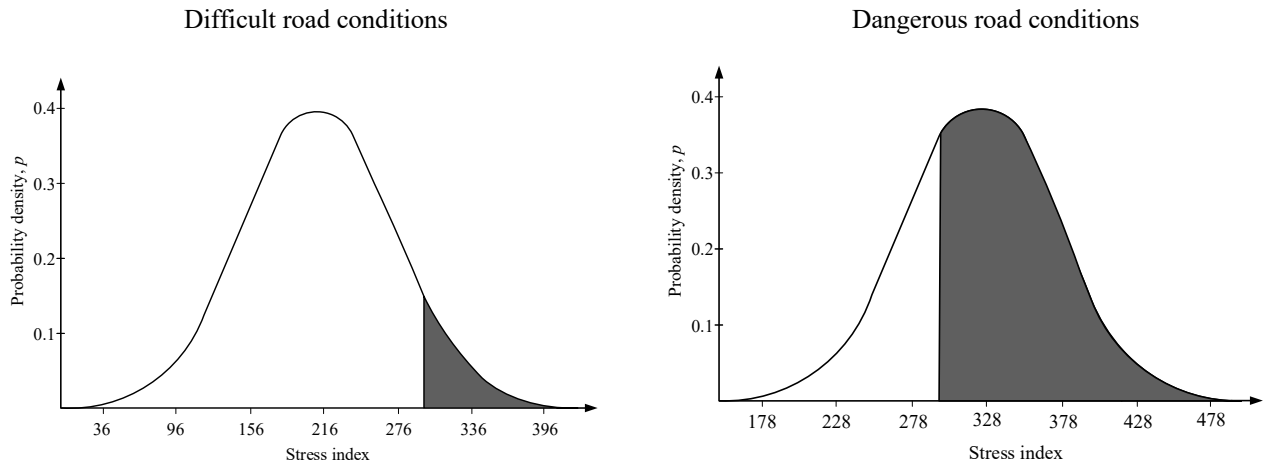 Difficult road conditions
Probability density, p
0.4
0.3
0.2
0.1
36 96 156 216 276 336 396
Stress index
Dangerous road conditions
Probability density, p
0.4
0.3
0.2
0.1
178 228 278 328 378 428 478
Stress index